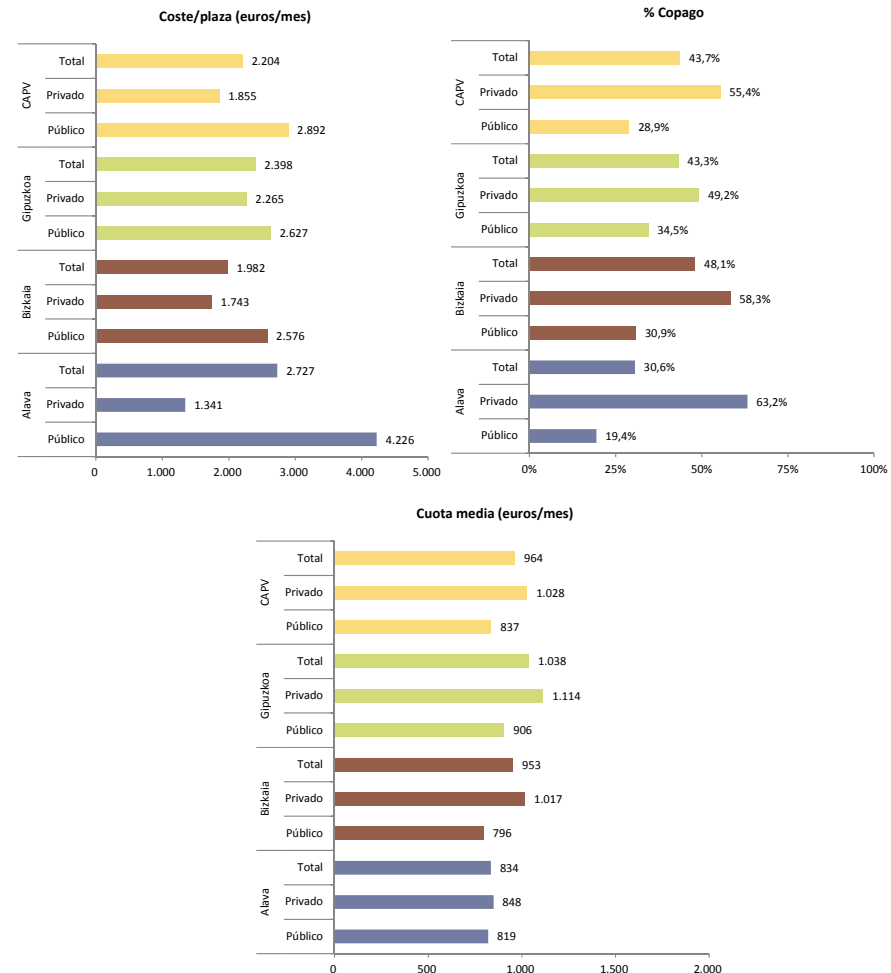 Coste/plaza (euros/mes)
CAPV
Total 2.204
Privado 1.855
Público 2.892
Gipuzkoa
Total 2.398
Privado 2.265
Público 2.627
Bizkaia
Total 1.982
Privado 1.743
Público 2.576
Alava
Total 2.727
Privado 1.341
Público 4.226
0 1.000 2.000 3.000 4.000 5.000
% Copago
CAPV
Total 43,7%
Privado 55,4%
Público 28,9%
Gipuzkoa
Total 43,3%
Privado 49,2%
Público 34,5%
Bizkaia
Total 48,1%
Privado 58,3%
Público 30,9%
Alava
Total 30,6%
Privado 63,2%
Público 19,4%
0% 25% 50% 75% 100%
Cuota media (euros/mes)
CAPV
Total 964
Privado 1.028
Público 837
Gipuzkoa
Total 1.038
Privado 1.114
Público 906
Bizkaia
Total 953
Privado 1.017
Público 796
Alava
Total 834
Privado 848
Público 819
0 500 1.000 1.500 2.000